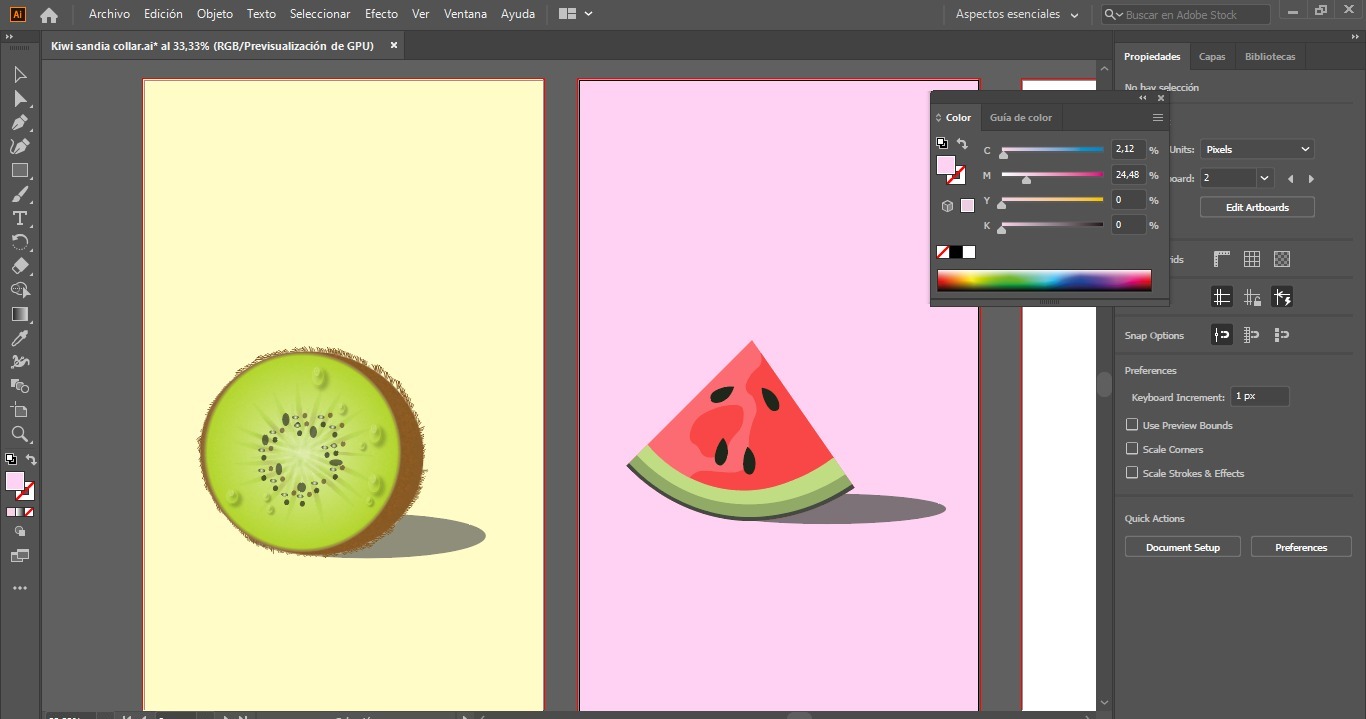 Ai Archivo Edición Objeto Texto Seleccionar Efecto Ver Ventana Ayuda Aspectos esenciales Buscar en Adobe Stock
Kiwi sandia collar.ai* al 33,33% (RGB/Previsualización de GPU)
Propiedades Capas Bibliotecas
No hay selección
Color Guía de color
C 2,12 %
M 24,48 %
Y 0 %
K 0 %
Units: Pixels
oard: 2
Edit Artboards
ids
Snap Options
Preferences
Keyboard Increment: 1 px
Use Preview Bounds
Scale Corners
Scale Strokes & Effects
Quick Actions
Document Setup Preferences